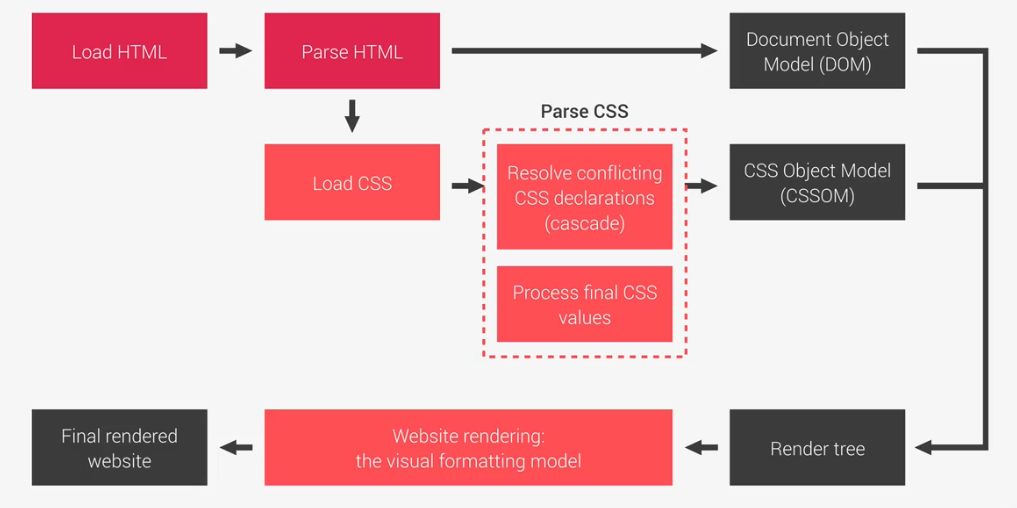 Load HTML
Parse HTML
Document Object
Model (DOM)
Parse CSS
Load CSS
Resolve conflicting
CSS declarations
(cascade)
CSS Object Model
(CSSOM)
Process final CSS
values
Final rendered
website
Website rendering:
the visual formatting model
Render tree